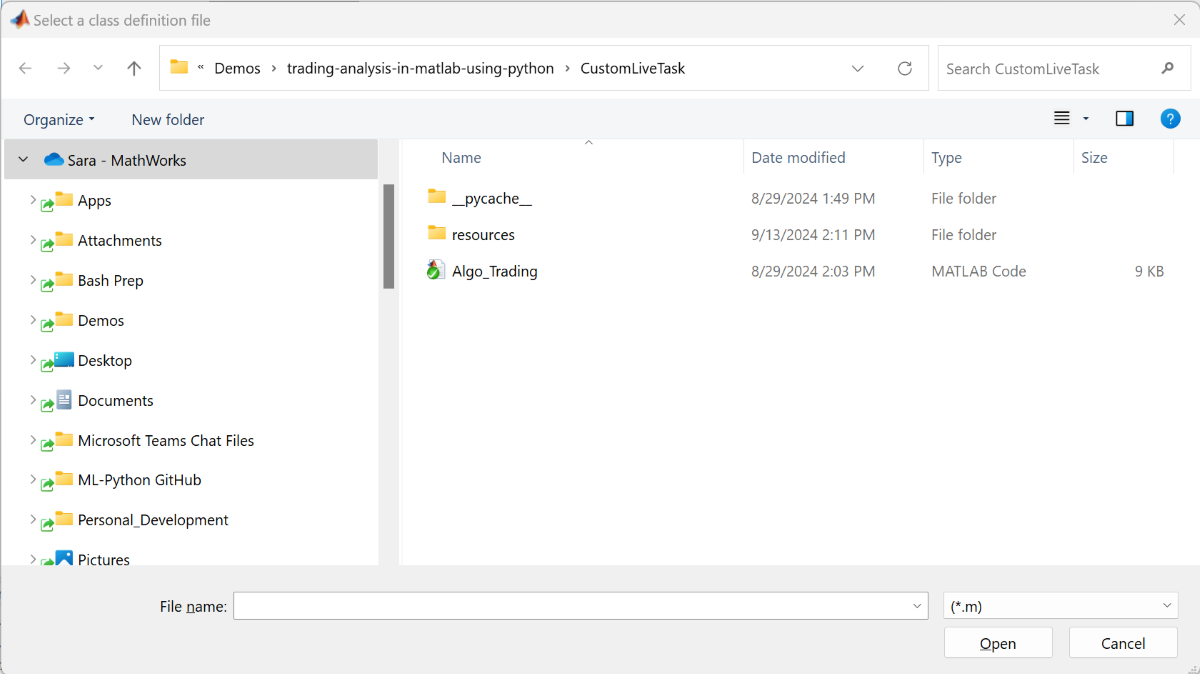 Select a class definition file
« Demos › trading-analysis-in-matlab-using-python › CustomLiveTask
Search CustomLiveTask
Organize New folder
?
Sara - MathWorks
Apps
Attachments
Bash Prep
Demos
Desktop
Documents
Microsoft Teams Chat Files
ML-Python GitHub
Personal_Development
Pictures
Name Date modified Type Size
__pycache__ 8/29/2024 1:49 PM File folder
resources 9/13/2024 2:11 PM File folder
Algo_Trading 8/29/2024 2:03 PM MATLAB Code 9 KB
File name: (*.m)
Open Cancel